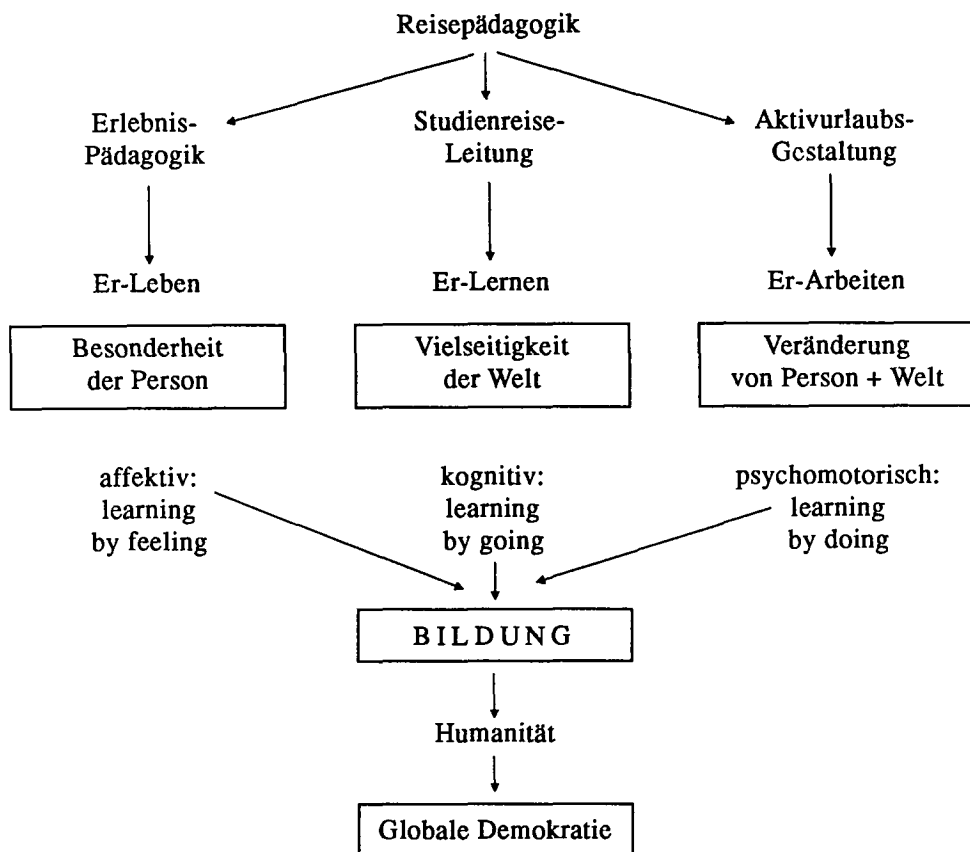 Reisepädagogik
Erlebnis-
Pädagogik
Studienreise-
Leitung
Aktivurlaubs-
Gestaltung
Er-Leben
Er-Lernen
Er-Arbeiten
Besonderheit
der Person
Vielseitigkeit
der Welt
Veränderung
von Person + Welt
affektiv:
learning
by feeling
kognitiv:
learning
by going
psychomotorisch:
learning
by doing
BILDUNG
Humanität
Globale Demokratie